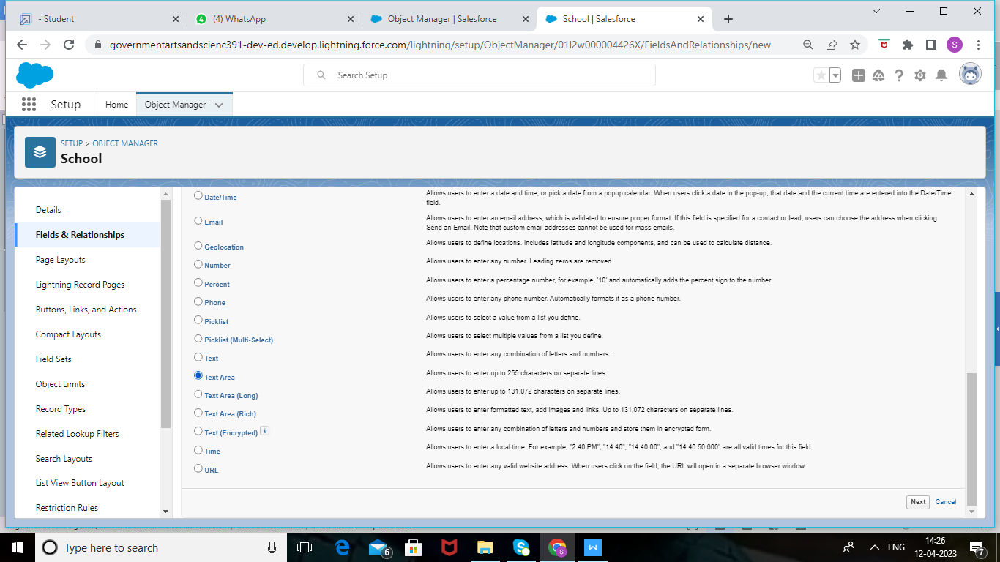 - Student
(4) WhatsApp
Object Manager | Salesforce
School | Salesforce
governmentartsandscienc391-dev-ed.develop.lightning.force.com/lightning/setup/ObjectManager/01I2w000004426X/FieldsAndRelationships/new
S
Search Setup
Setup
Home
Object Manager
SETUP > OBJECT MANAGER
School
Details
Fields & Relationships
Page Layouts
Lightning Record Pages
Buttons, Links, and Actions
Compact Layouts
Field Sets
Object Limits
Record Types
Related Lookup Filters
Search Layouts
List View Button Layout
Restriction Rules
Date/Time
Allows users to enter a date and time, or pick a date from a popup calendar. When users click a date in the pop-up, that date and the current time are entered into the Date/Time
field.
Email
Allows users to enter an email address, which is validated to ensure proper format. If this field is specified for a contact or lead, users can choose the address when clicking
Send an Email. Note that custom email addresses cannot be used for mass emails.
Geolocation
Allows users to define locations. Includes latitude and longitude components, and can be used to calculate distance.
Number
Allows users to enter any number. Leading zeros are removed.
Percent
Allows users to enter a percentage number, for example, '10' and automatically adds the percent sign to the number.
Phone
Allows users to enter any phone number. Automatically formats it as a phone number.
Picklist
Allows users to select a value from a list you define.
Picklist (Multi-Select)
Allows users to select multiple values from a list you define.
Text
Allows users to enter any combination of letters and numbers.
Text Area
Allows users to enter up to 255 characters on separate lines.
Text Area (Long)
Allows users to enter up to 131,072 characters on separate lines.
Text Area (Rich)
Allows users to enter formatted text, add images and links. Up to 131,072 characters on separate lines.
Text (Encrypted) i
Allows users to enter any combination of letters and numbers and store them in encrypted form.
Time
Allows users to enter a local time. For example, "2:40 PM", "14:40", "14:40:00", and "14:40:50.600" are all valid times for this field.
URL
Allows users to enter any valid website address. When users click on the field, the URL will open in a separate browser window.
Next Cancel
Type here to search
6
S
W
ENG
14:26
12-04-2023
7